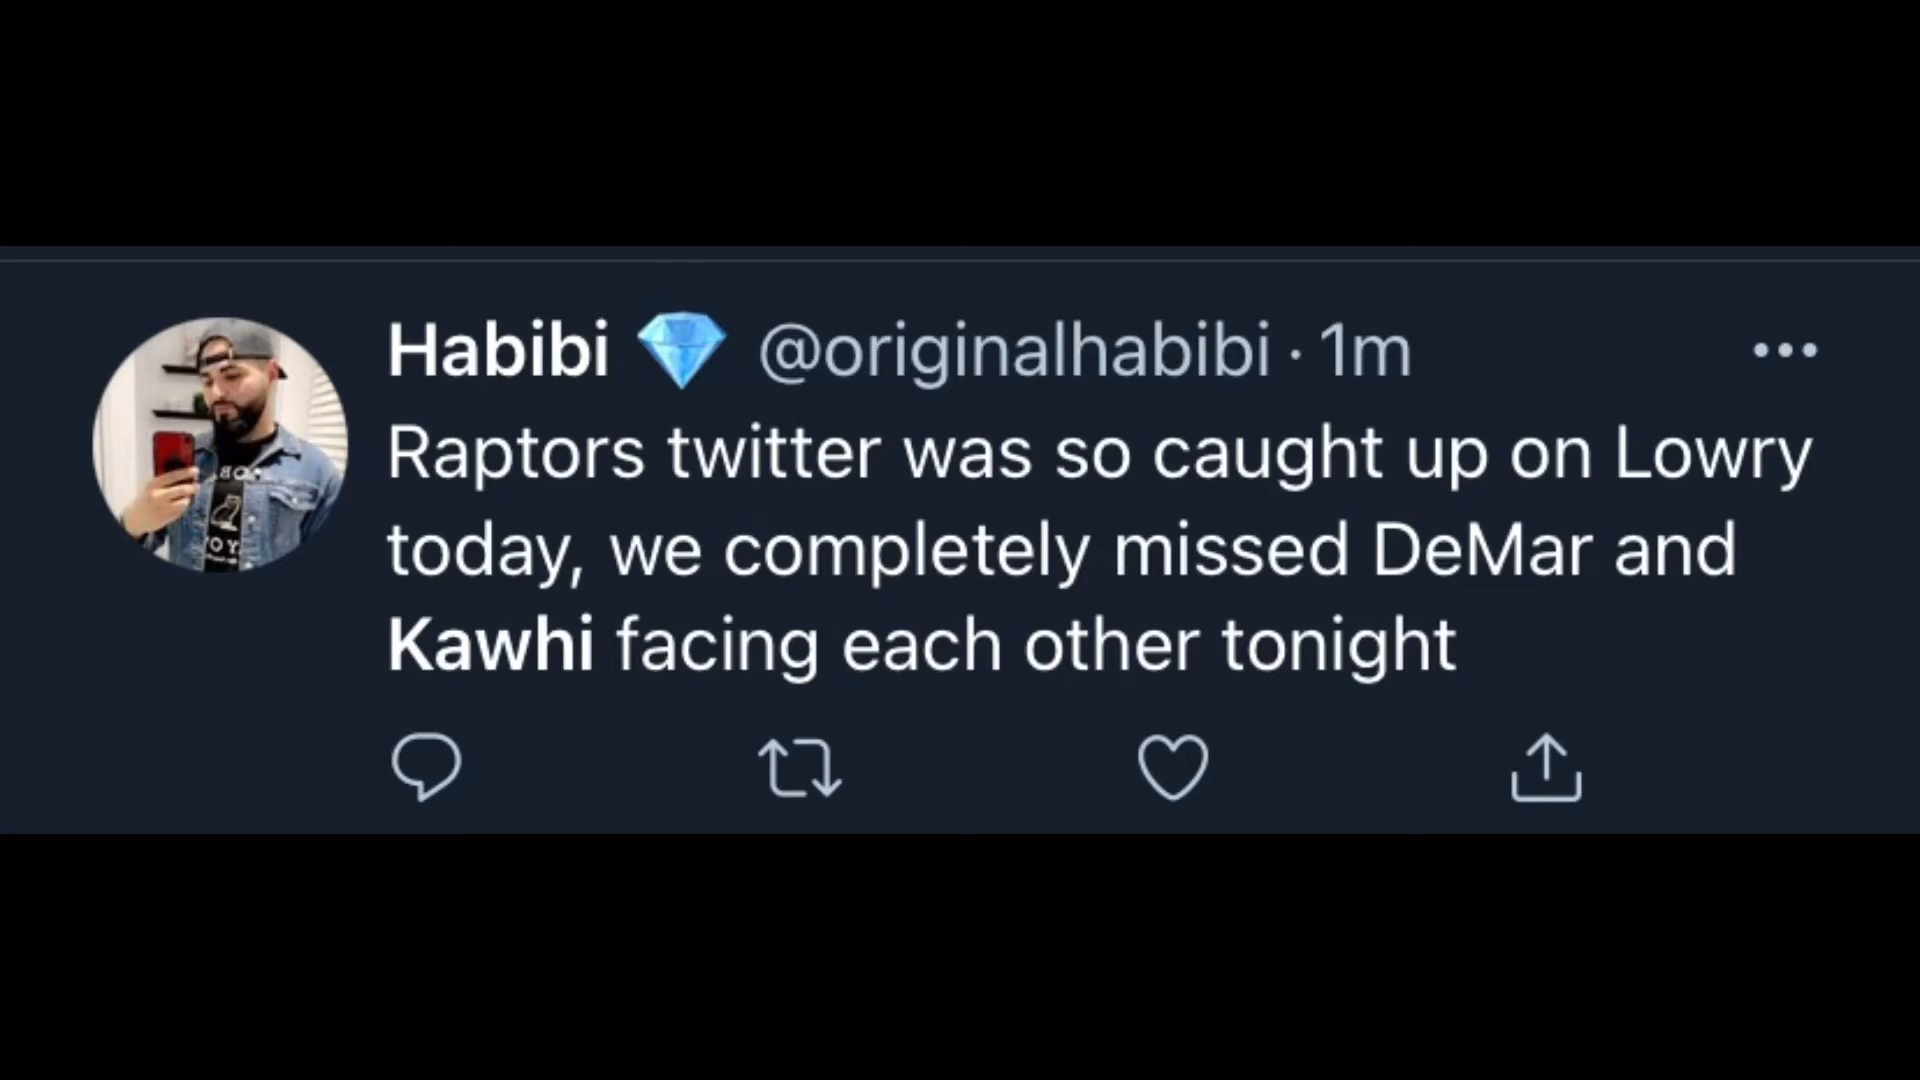 Habibi 💎 @originalhabibi · 1m
Raptors twitter was so caught up on Lowry
today, we completely missed DeMar and
Kawhi facing each other tonight